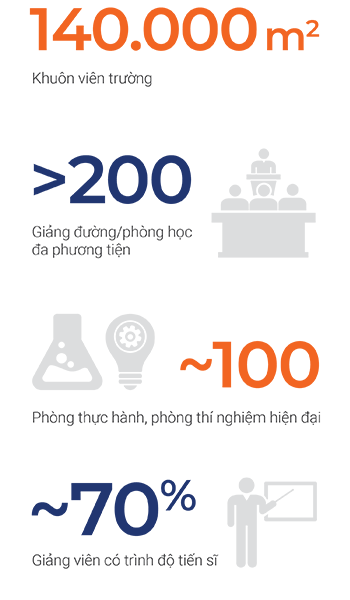 140.000 m²
Khuôn viên trường
>200
Giảng đường/phòng học
đa phương tiện
~100
Phòng thực hành, phòng thí nghiệm hiện đại
~70%
Giảng viên có trình độ tiến sĩ